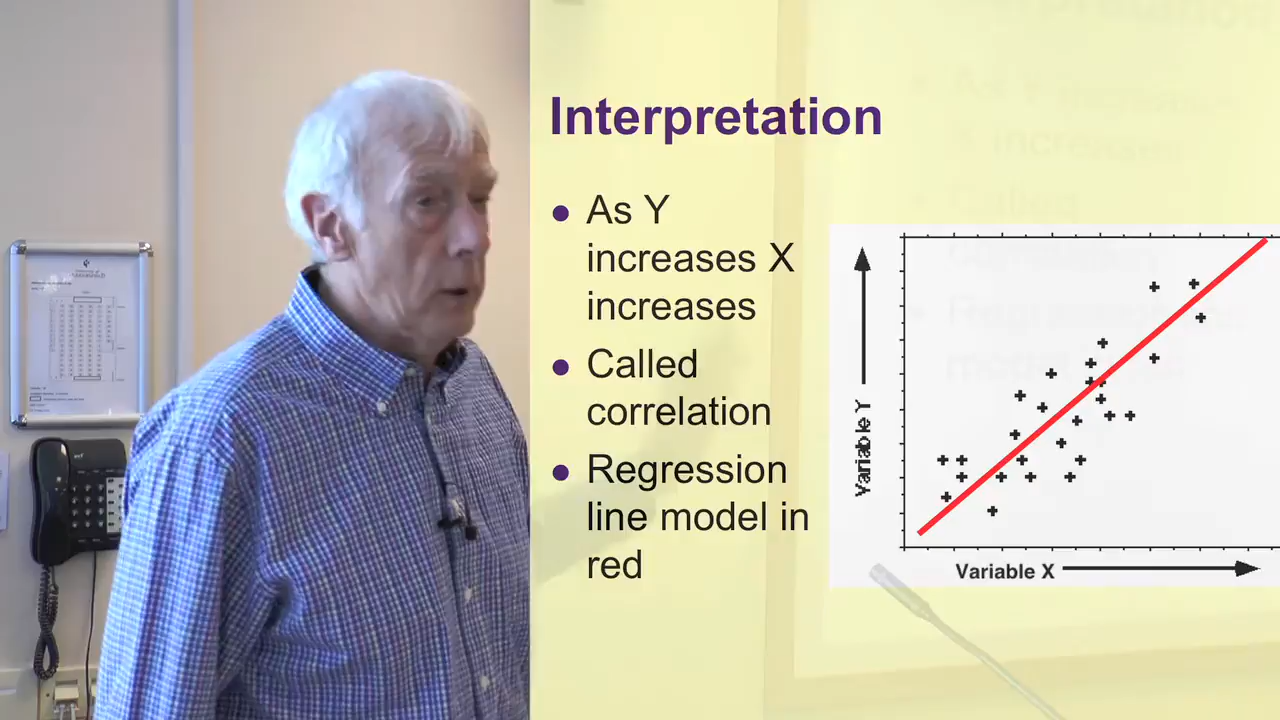 Interpretation
As Y
increases X
increases
Called
correlation
Regression
line model in
red
Variable Y
Variable X